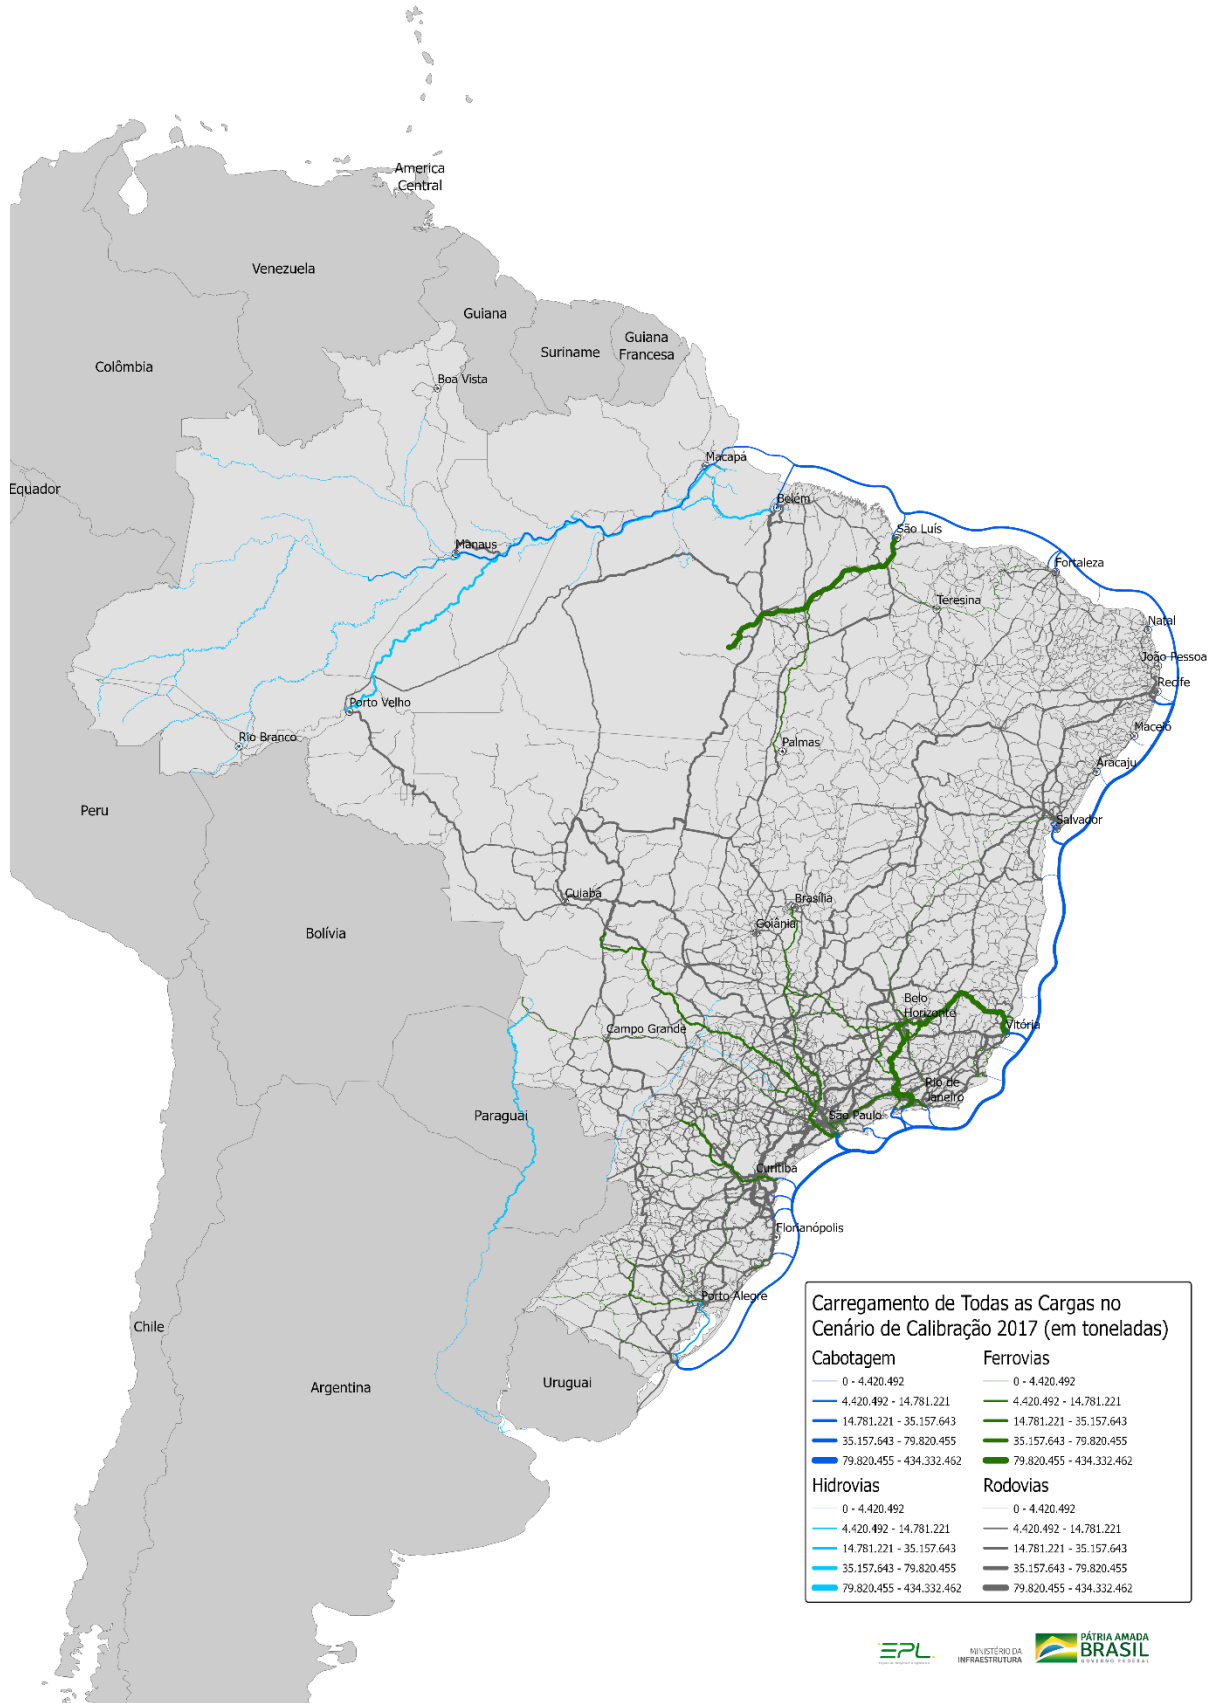 America
Central
Venezuela
Guiana
Suriname
Guiana
Francesa
Colômbia
Boa Vista
Macapá
Equador
Belém
São Luís
Manaus
Fortaleza
Teresina
Natal
João Pessoa
Recife
Porto Velho
Maceió
Rio Branco
Palmas
Aracaju
Peru
Salvador
Cuiabá
Brasília
Goiânia
Bolívia
Belo
Horizonte
Vitória
Campo Grande
Rio de
Janeiro
Paraguai
São Paulo
Curitiba
Florianópolis
Porto Alegre
Chile
Argentina
Uruguai
Carregamento de Todas as Cargas no
Cenário de Calibração 2017 (em toneladas)
Cabotagem
0 - 4.420.492
4.420.492 - 14.781.221
14.781.221 - 35.157.643
35.157.643 - 79.820.455
79.820.455 - 434.332.462
Ferrovias
0 - 4.420.492
4.420.492 - 14.781.221
14.781.221 - 35.157.643
35.157.643 - 79.820.455
79.820.455 - 434.332.462
Hidrovias
0 - 4.420.492
4.420.492 - 14.781.221
14.781.221 - 35.157.643
35.157.643 - 79.820.455
79.820.455 - 434.332.462
Rodovias
0 - 4.420.492
4.420.492 - 14.781.221
14.781.221 - 35.157.643
35.157.643 - 79.820.455
79.820.455 - 434.332.462
EPL
MINISTÉRIO DA
INFRAESTRUTURA
PÁTRIA AMADA
BRASIL
GOVERNO FEDERAL